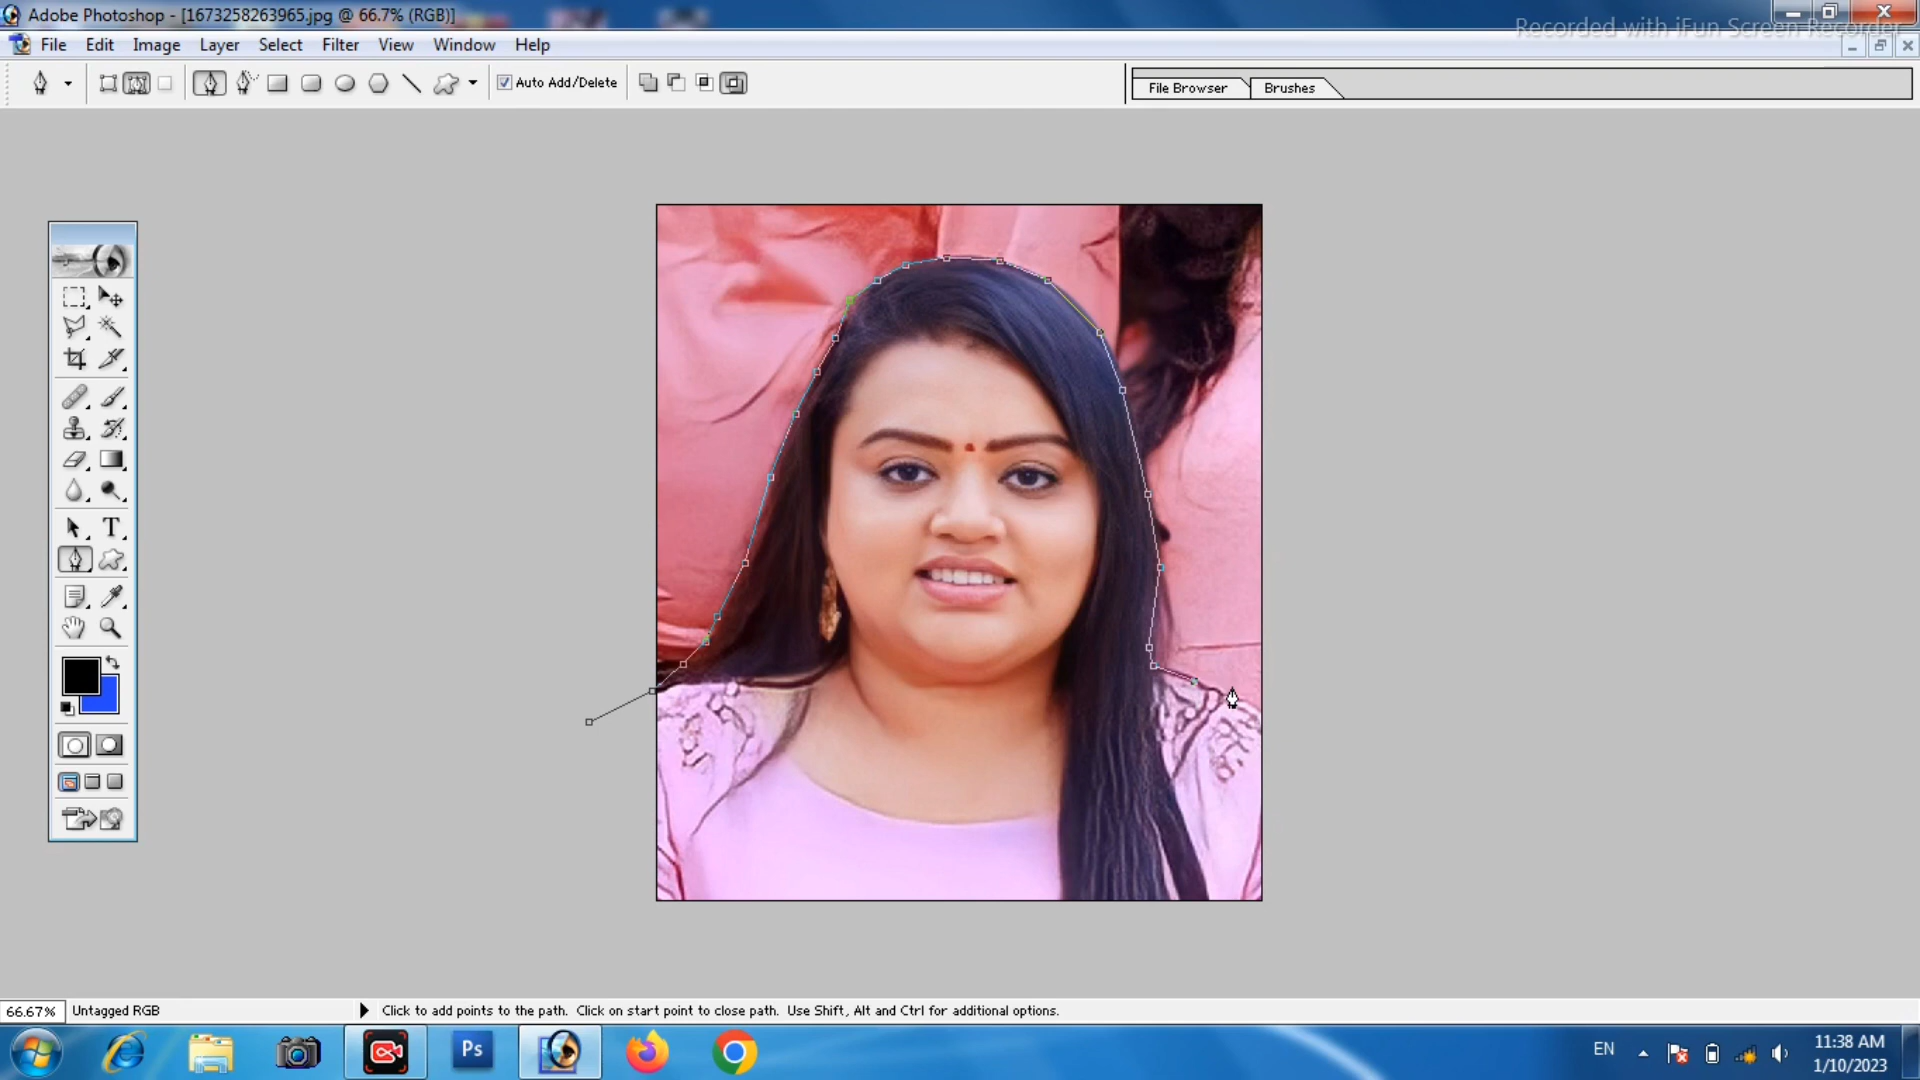 Adobe Photoshop - [1673258263965.jpg @ 66.7% (RGB)]
Recorded with iFun Screen Recorder
File Edit Image Layer Select Filter View Window Help
Auto Add/Delete
File Browser Brushes
T
66.67% Untagged RGB Click to add points to the path. Click on start point to close path. Use Shift, Alt and Ctrl for additional options.
Ps
EN
11:38 AM
1/10/2023